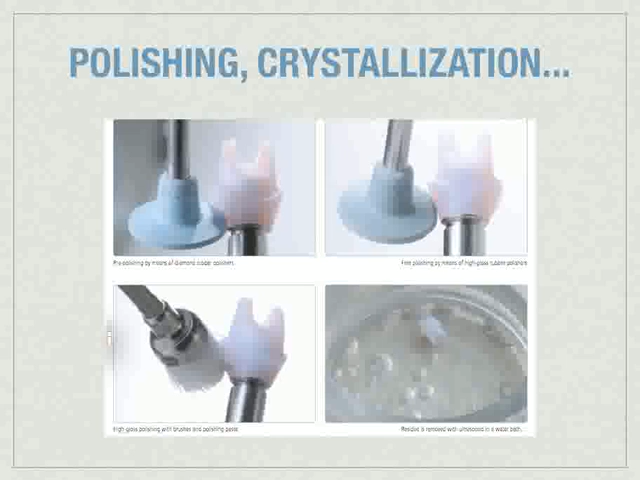 POLISHING, CRYSTALLIZATION...
Pre-polishing by means of diamond rubber polishers.
Fine polishing by means of high-gloss rubber polishers
High-gloss polishing with brushes and polishing paste
Residue is removed with ultrasonic in a water bath.